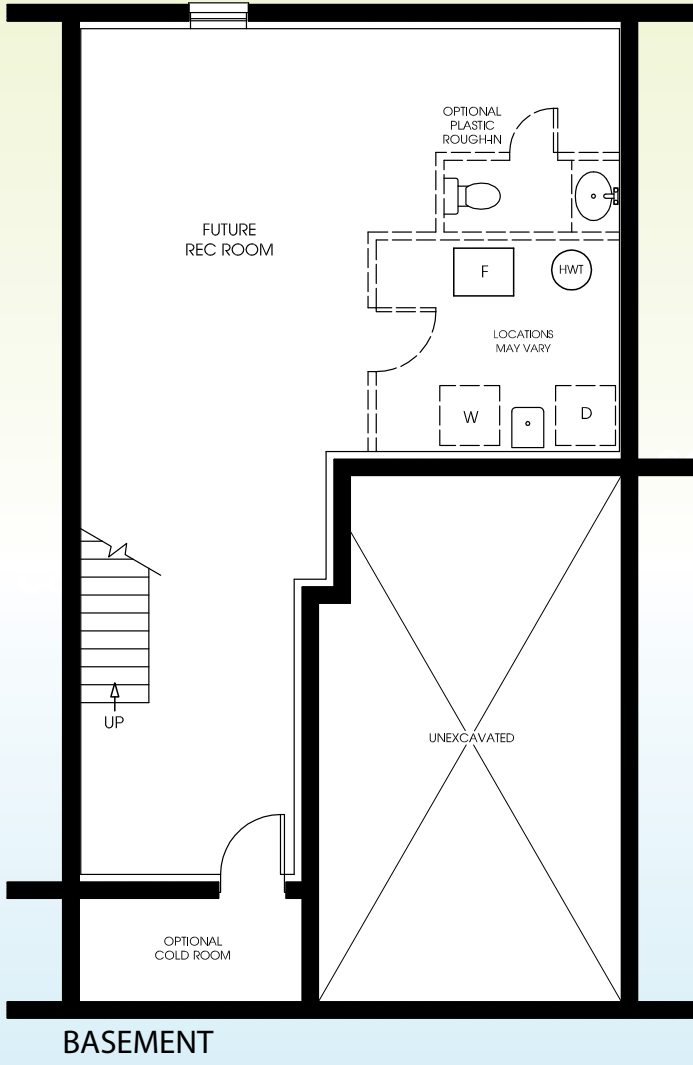 OPTIONAL
PLASTIC
ROUGH-IN
FUTURE
REC ROOM
F
HWT
LOCATIONS
MAY VARY
W
D
UP
UNEXCAVATED
OPTIONAL
COLD ROOM
BASEMENT